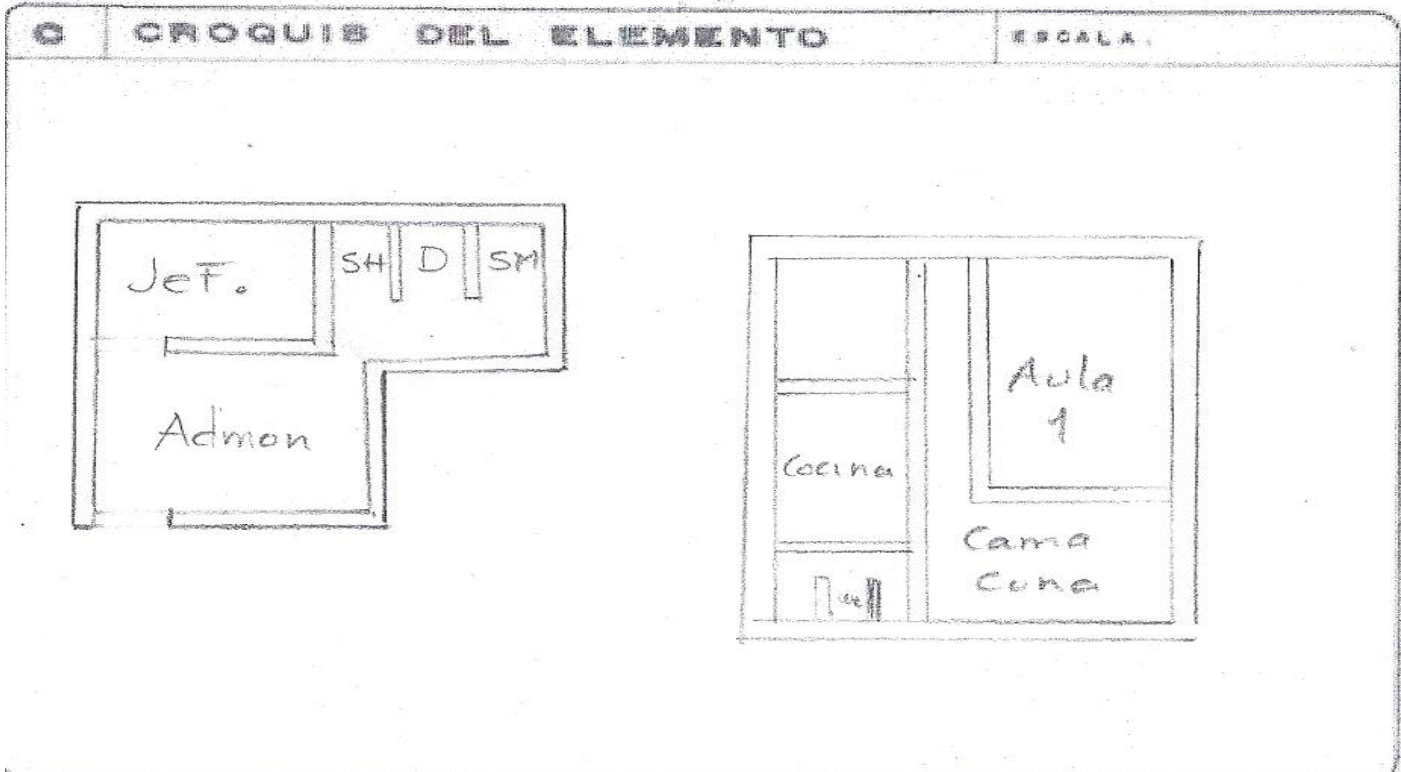 C CROQUIS DEL ELEMENTO ESCALA.
Jef.
SH D SM
Admon
Aula
1
Cocina
Cama
Cuna